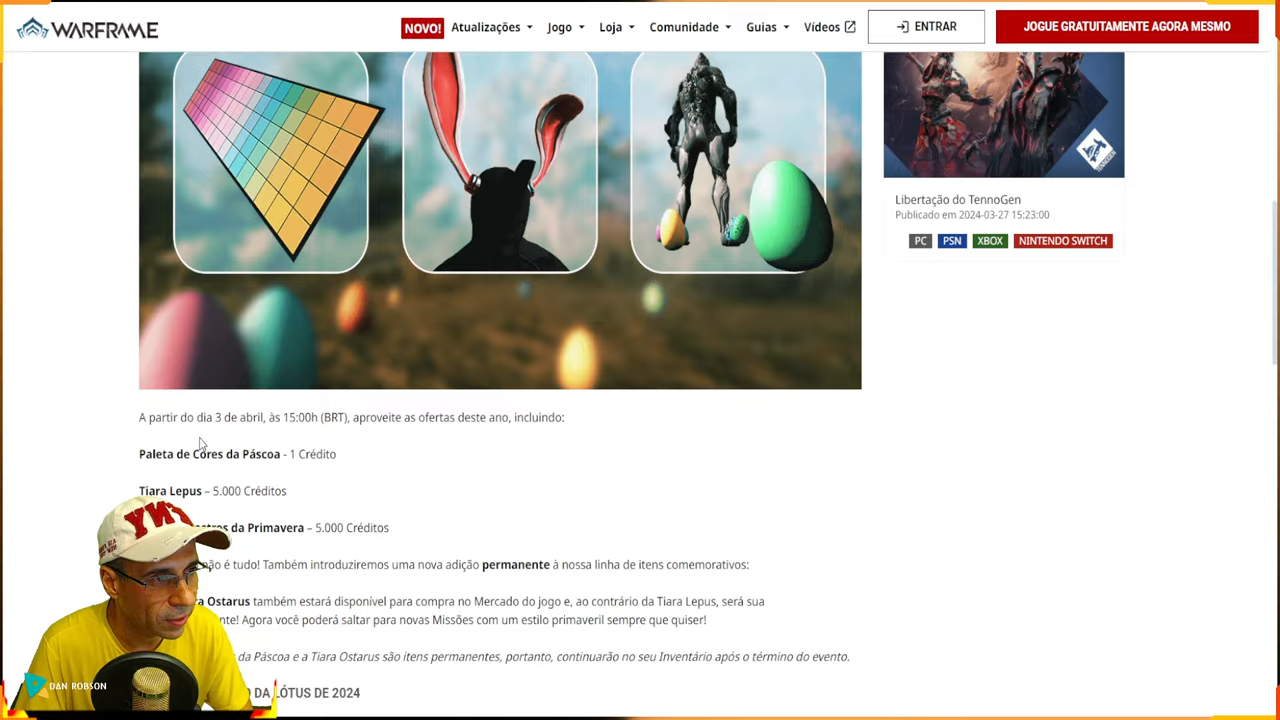 WARFRAME
NOVO! Atualizações Jogo Loja Comunidade Guias Vídeos ENTRAR JOGUE GRATUITAMENTE AGORA MESMO
TENNOGEN
Libertação do TennoGen
Publicado em 2024-03-27 15:23:00
PC PSN XBOX NINTENDO SWITCH
A partir do dia 3 de abril, às 15:00h (BRT), aproveite as ofertas deste ano, incluindo:
Paleta de Cores da Páscoa - 1 Crédito
Tiara Lepus – 5.000 Créditos
da Primavera – 5.000 Créditos
não é tudo! Também introduziremos uma nova adição permanente à nossa linha de itens comemorativos:
Ostarus também estará disponível para compra no Mercado do jogo e, ao contrário da Tiara Lepus, será sua
Agora você poderá saltar para novas Missões com um estilo primaveril sempre que quiser!
da Páscoa e a Tiara Ostarus são itens permanentes, portanto, continuarão no seu Inventário após o término do evento.
DA LÓTUS DE 2024
DAN ROBSON